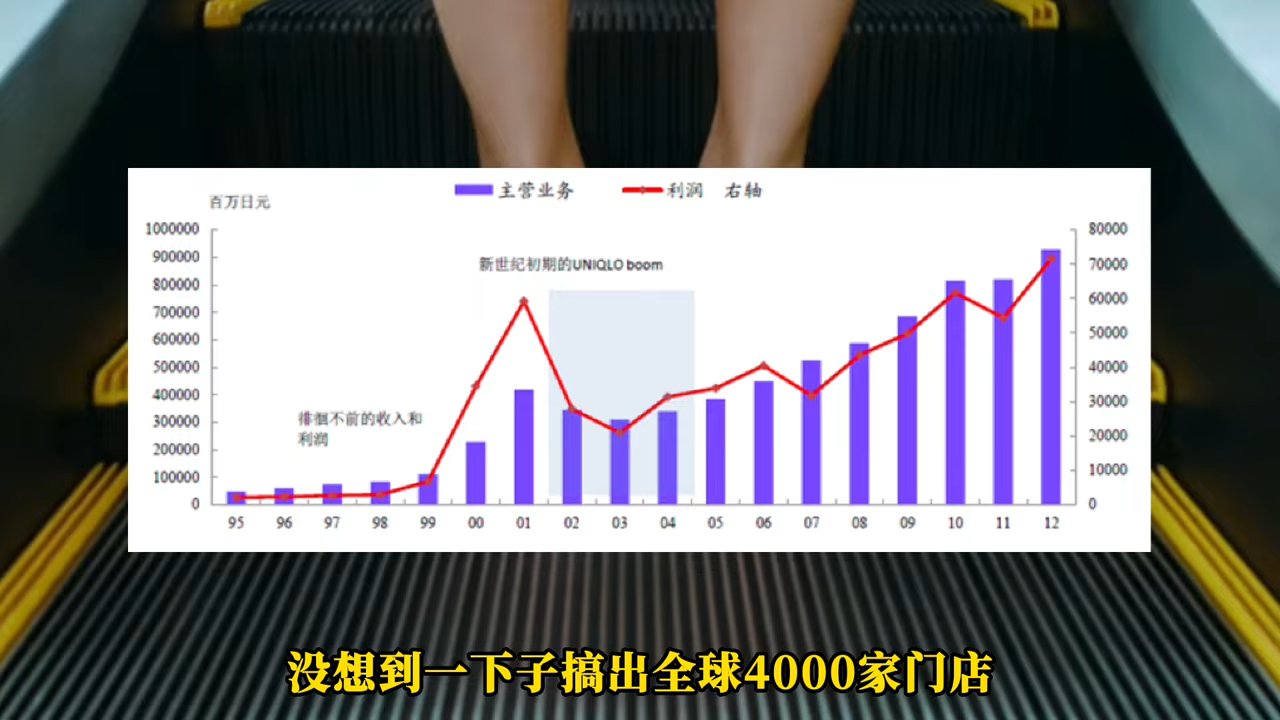 主营业务 利润 右轴
百万日元
1000000 80000
900000 70000
800000 60000
700000 50000
600000 40000
500000 30000
400000 20000
300000 10000
200000 0
100000
0
新世纪初期的UNIQLO boom
徘徊不前的收入和
利润
95 96 97 98 99 00 01 02 03 04 05 06 07 08 09 10 11 12
没想到一下子搞出全球4000家门店